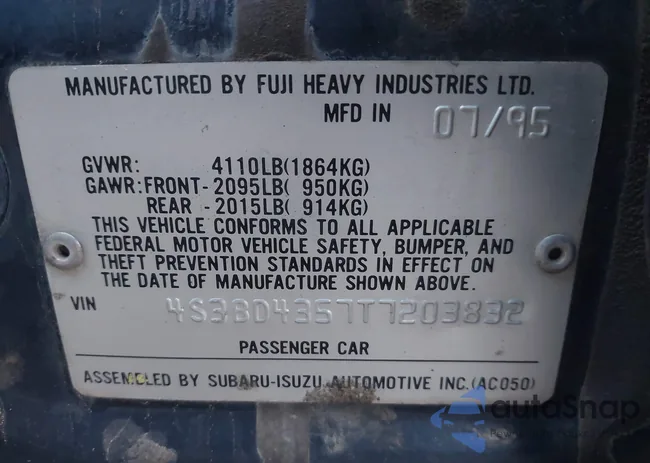 MANUFACTURED BY FUJI HEAVY INDUSTRIES LTD.
MFD IN 07/95
GVWR: 4110LB(1864KG)
GAWR:FRONT-2095LB( 950KG)
REAR -2015LB( 914KG)
THIS VEHICLE CONFORMS TO ALL APPLICABLE
FEDERAL MOTOR VEHICLE SAFETY, BUMPER, AND
THEFT PREVENTION STANDARDS IN EFFECT ON
THE DATE OF MANUFACTURE SHOWN ABOVE.
VIN 4S3BD4357T7203832
PASSENGER CAR
ASSEMBLED BY SUBARU-ISUZU AUTOMOTIVE INC.(AC050)
autoSnap